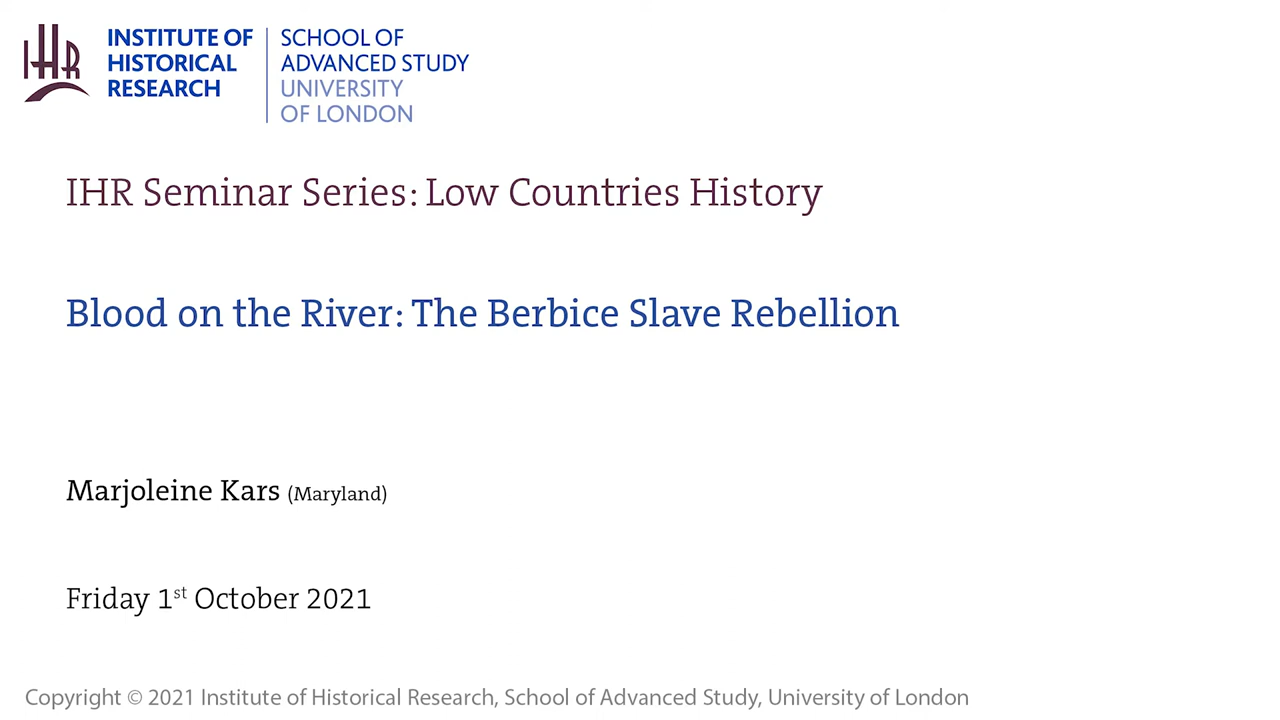 IHR
INSTITUTE OF
HISTORICAL
RESEARCH
SCHOOL OF
ADVANCED STUDY
UNIVERSITY
OF LONDON
IHR Seminar Series: Low Countries History
Blood on the River: The Berbice Slave Rebellion
Marjoleine Kars (Maryland)
Friday 1st October 2021
Copyright © 2021 Institute of Historical Research, School of Advanced Study, University of London